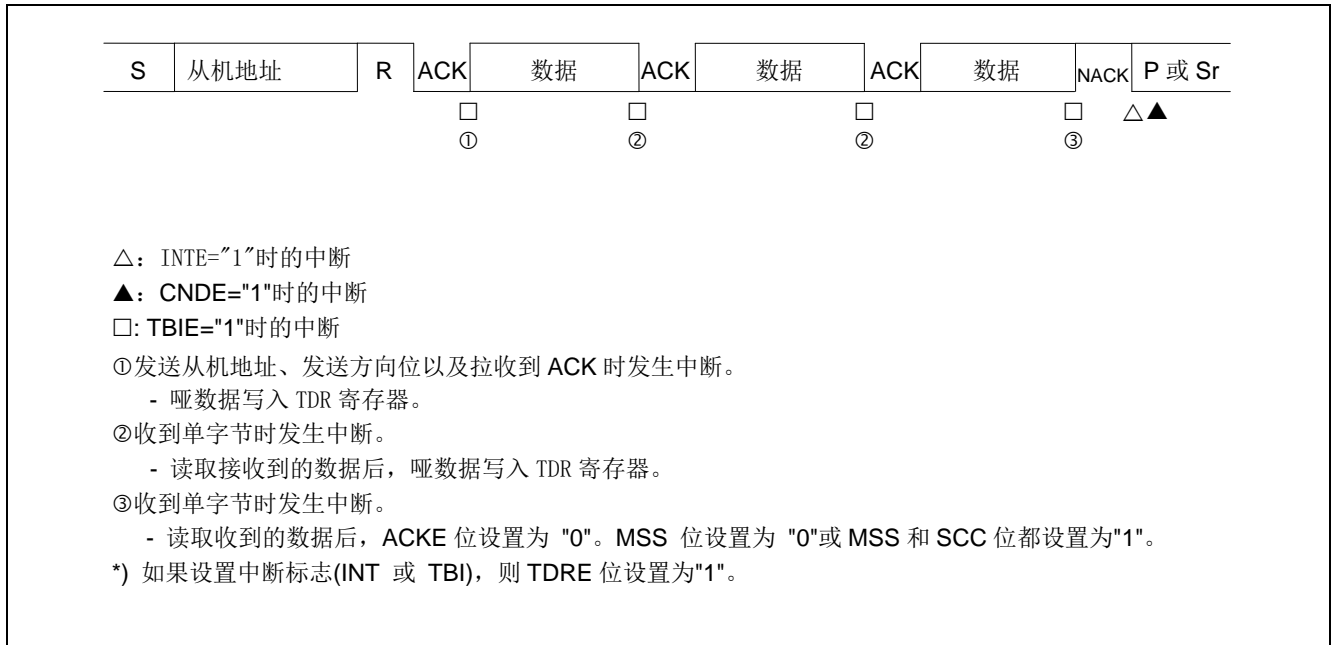 S 从机地址 R ACK 数据 ACK 数据 ACK 数据 NACK P 或 Sr
□ □ □ □ △▲
① ② ② ③
△：INTE="1"时的中断
▲：CNDE="1"时的中断
□: TBIE="1"时的中断
①发送从机地址、发送方向位以及拉收到 ACK 时发生中断。
- 哑数据写入 TDR 寄存器。
②收到单字节时发生中断。
- 读取接收到的数据后，哑数据写入 TDR 寄存器。
③收到单字节时发生中断。
- 读取收到的数据后，ACKE 位设置为 "0"。MSS 位设置为 "0"或 MSS 和 SCC 位都设置为"1"。
*) 如果设置中断标志(INT 或 TBI)，则 TDRE 位设置为"1"。